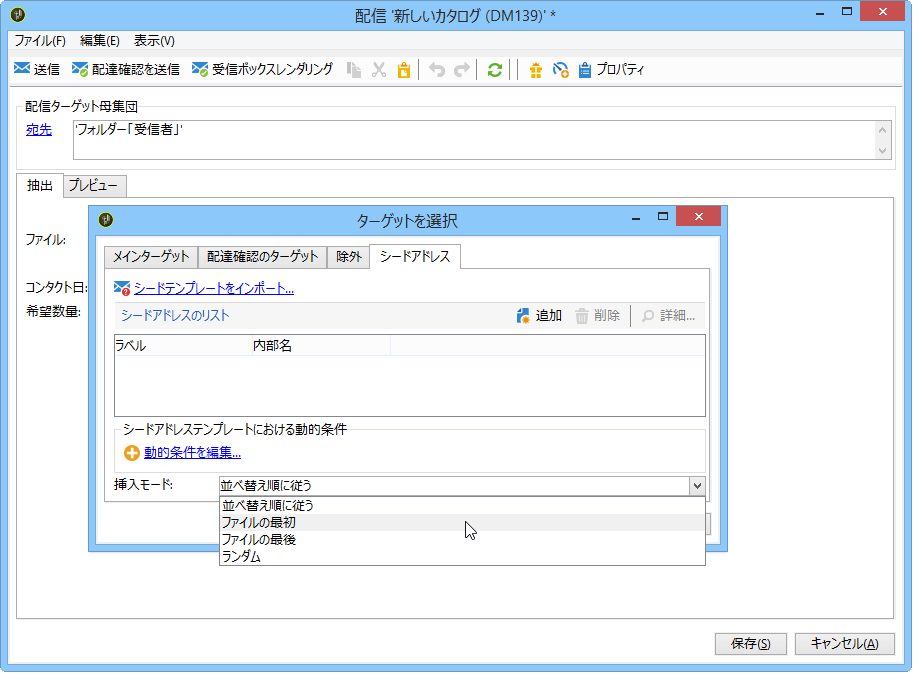 配信 '新しいカタログ (DM139)' *
ファイル(F) 編集(E) 表示(V)
送信 配達確認を送信 受信ボックスレンダリング プロパティ
配信ターゲット母集団
宛先 'フォルダー「受信者」'
抽出 プレビュー
ターゲットを選択
ファイル:
メインターゲット 配達確認のターゲット 除外 シードアドレス
コンタクト日: シードテンプレートをインポート...
希望数量: シードアドレスのリスト 追加 削除 詳細...
ラベル 内部名
シードアドレステンプレートにおける動的条件
動的条件を編集...
挿入モード: 並べ替え順に従う
並べ替え順に従う
ファイルの最初
ファイルの最後
ランダム
保存(S) キャンセル(A)